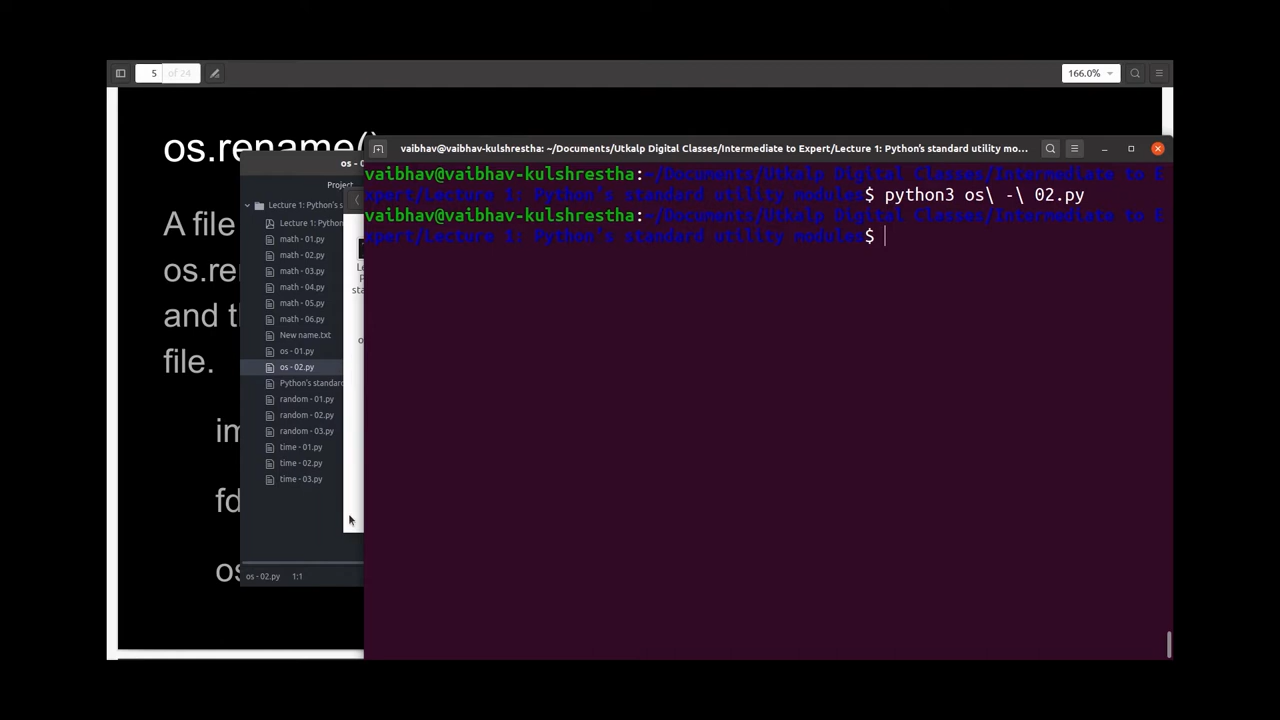 5 of 24
166.0%
os.rename()
vaibhav@vaibhav-kulshrestha: ~/Documents/Utkalp Digital Classes/Intermediate to Expert/Lecture 1: Python's standard utility mo...
os - 0
Project
Lecture 1: Python's s
Lecture 1: Python
math - 01.py
math - 02.py
math - 03.py
math - 04.py
math - 05.py
math - 06.py
New name.txt
os - 01.py
os - 02.py
Python's standard
random - 01.py
random - 02.py
random - 03.py
time - 01.py
time - 02.py
time - 03.py
os - 02.py 1:1
A file
os.re
and th
file.
im
fd
os
vaibhav@vaibhav-kulshrestha:~/Documents/Utkalp Digital Classes/Intermediate to E
xpert/Lecture 1: Python's standard utility modules$ python3 os\ -\ 02.py
vaibhav@vaibhav-kulshrestha:~/Documents/Utkalp Digital Classes/Intermediate to E
xpert/Lecture 1: Python's standard utility modules$